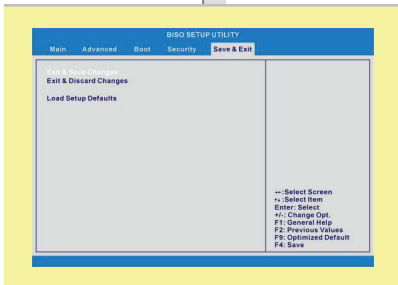 BISO SETUP UTILITY
Main Advanced Boot Security Save & Exit
Exit & Save Changes
Exit & Discard Changes
Load Setup Defaults
↔:Select Screen
↑↓:Select Item
Enter: Select
+/-: Change Opt.
F1: General Help
F2: Previous Values
F9: Optimized Default
F4: Save